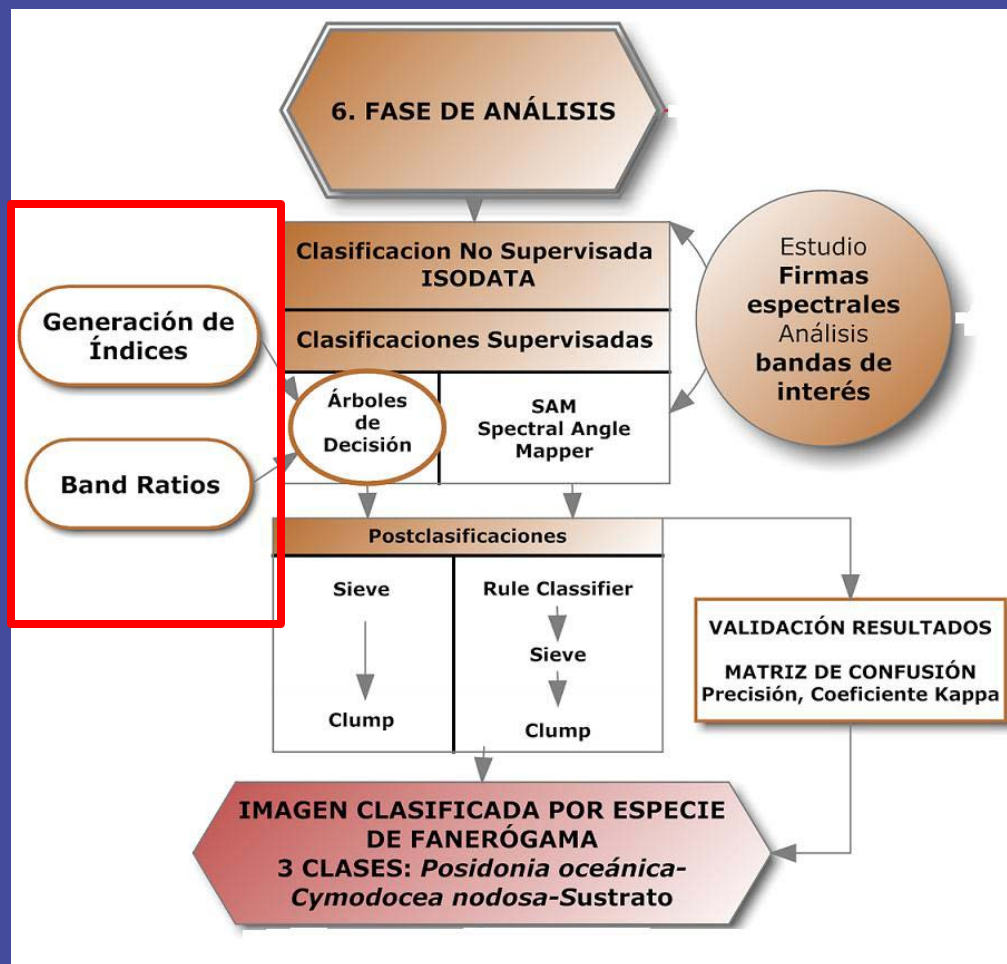 6. FASE DE ANÁLISIS
Clasificacion No Supervisada
ISODATA
Clasificaciones Supervisadas
Árboles
de
Decisión
SAM
Spectral Angle
Mapper
Estudio
Firmas
espectrales
Análisis
bandas de
interés
Generación de
Índices
Band Ratios
Postclasificaciones
Sieve
Clump
Rule Classifier
Sieve
Clump
VALIDACIÓN RESULTADOS
MATRIZ DE CONFUSIÓN
Precisión, Coeficiente Kappa
IMAGEN CLASIFICADA POR ESPECIE
DE FANERÓGAMA
3 CLASES: Posidonia oceánica-
Cymodocea nodosa-Sustrato